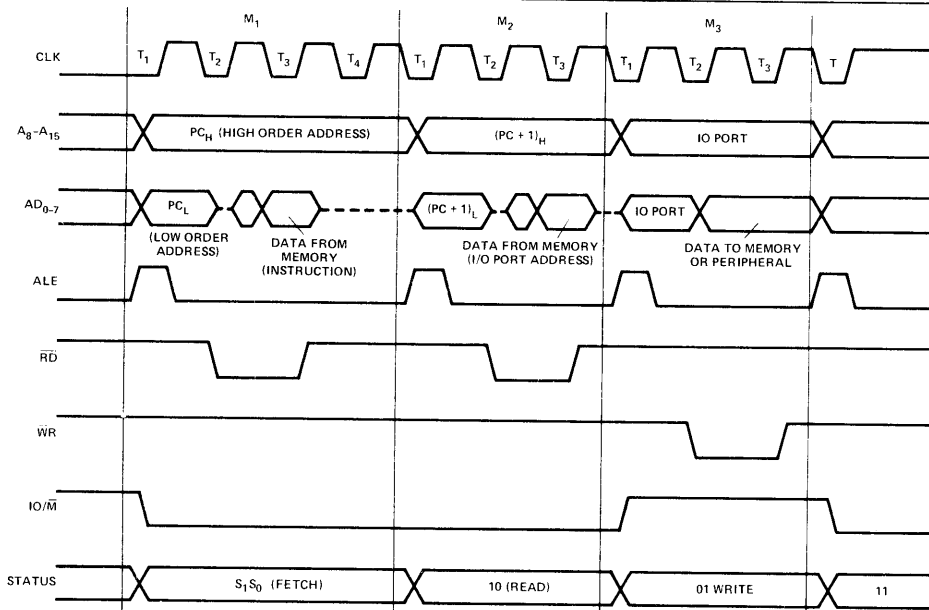 M1 M2 M3
CLK T1 T2 T3 T4 T1 T2 T3 T1 T2 T3 T
A8-A15 PCH (HIGH ORDER ADDRESS) (PC + 1)H IO PORT
AD0-7 PCL (PC + 1)L IO PORT
(LOW ORDER ADDRESS)
DATA FROM MEMORY (INSTRUCTION)
DATA FROM MEMORY (I/O PORT ADDRESS)
DATA TO MEMORY OR PERIPHERAL
ALE
R̅D̅
W̅R̅
IO/M̅
STATUS S1S0 (FETCH) 10 (READ) 01 WRITE 11